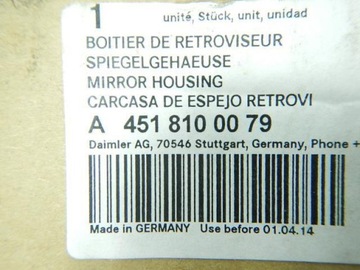 1 unité, Stück, unit, unidad
BOITIER DE RETROVISEUR
SPIEGELGEHAEUSE
MIRROR HOUSING
CARCASA DE ESPEJO RETROVI
A 451 810 00 79
Daimler AG, 70546 Stuttgart, Germany, Phone +
Made in GERMANY Use before 01.04.14